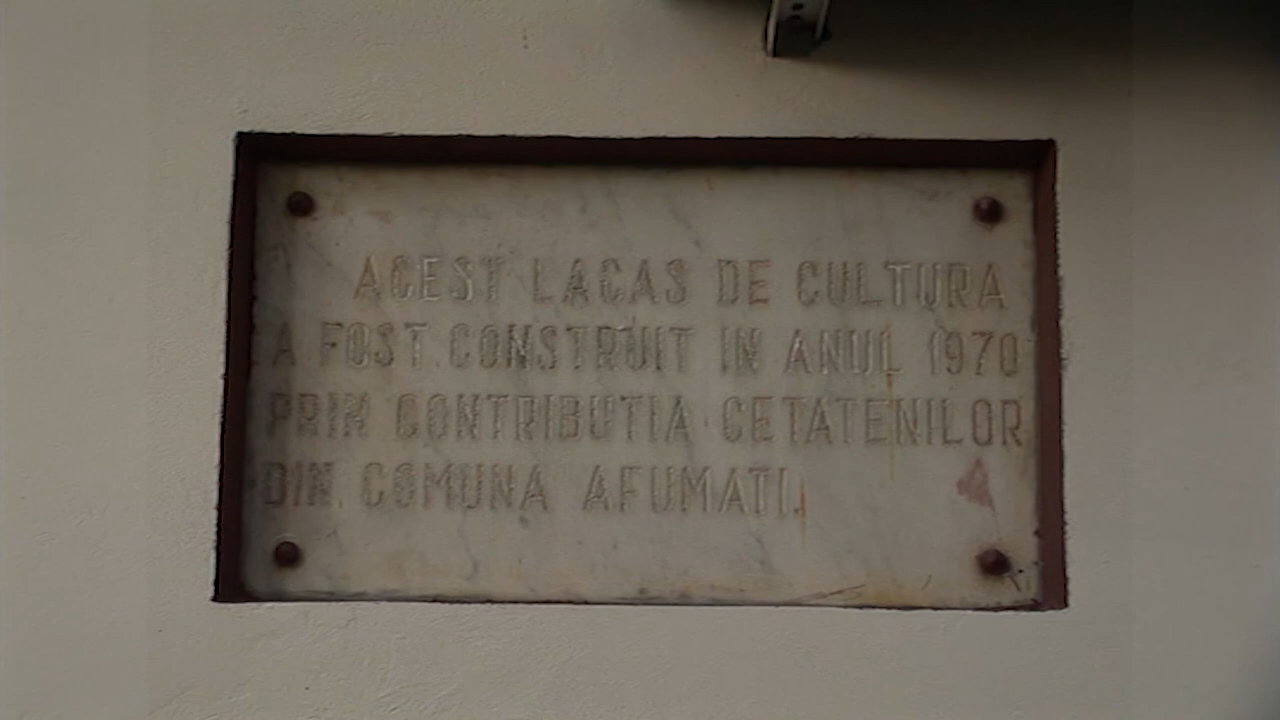 ACEST LACAS DE CULTURA
A FOST CONSTRUIT IN ANUL 1970
PRIN CONTRIBUTIA CETATENILOR
DIN COMUNA AFUMATI.